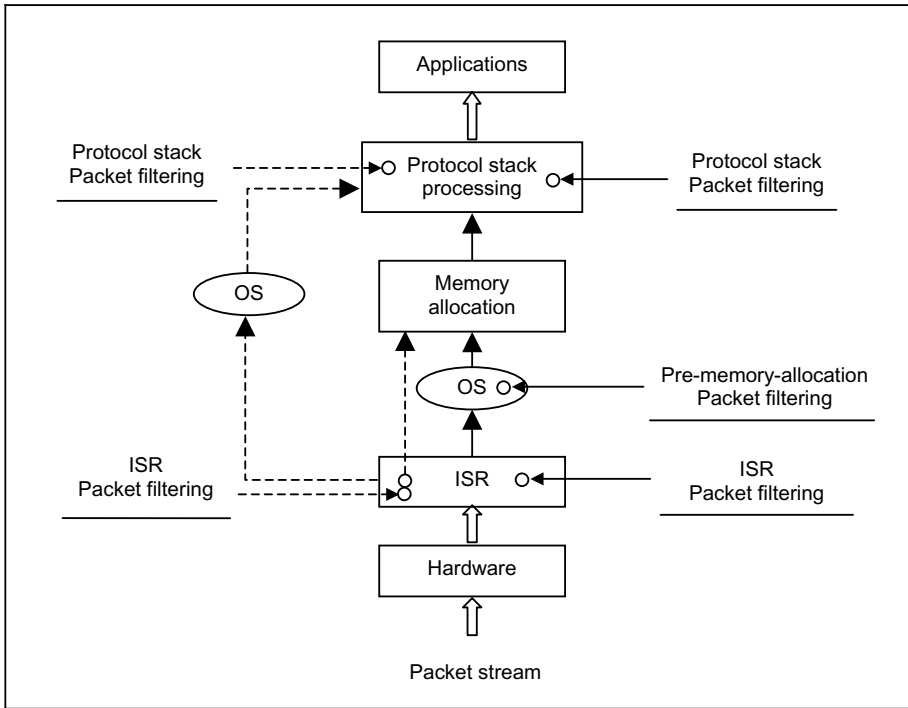 Applications
Protocol stack
Packet filtering
Protocol stack
processing
Protocol stack
Packet filtering
OS
Memory
allocation
OS
Pre-memory-allocation
Packet filtering
ISR
Packet filtering
ISR
ISR
Packet filtering
Hardware
Packet stream